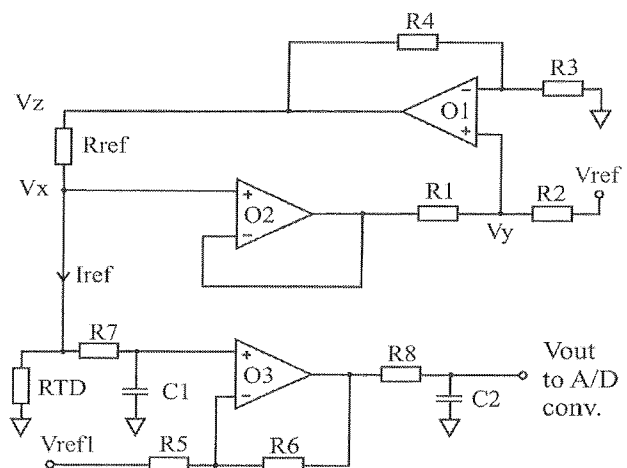 R4
R3
Vz
O1
Rref
Vref
Vx
R1
R2
O2
Vy
Iref
R7
R8
Vout
to A/D
conv.
RTD
C1
O3
C2
Vref1
R5
R6